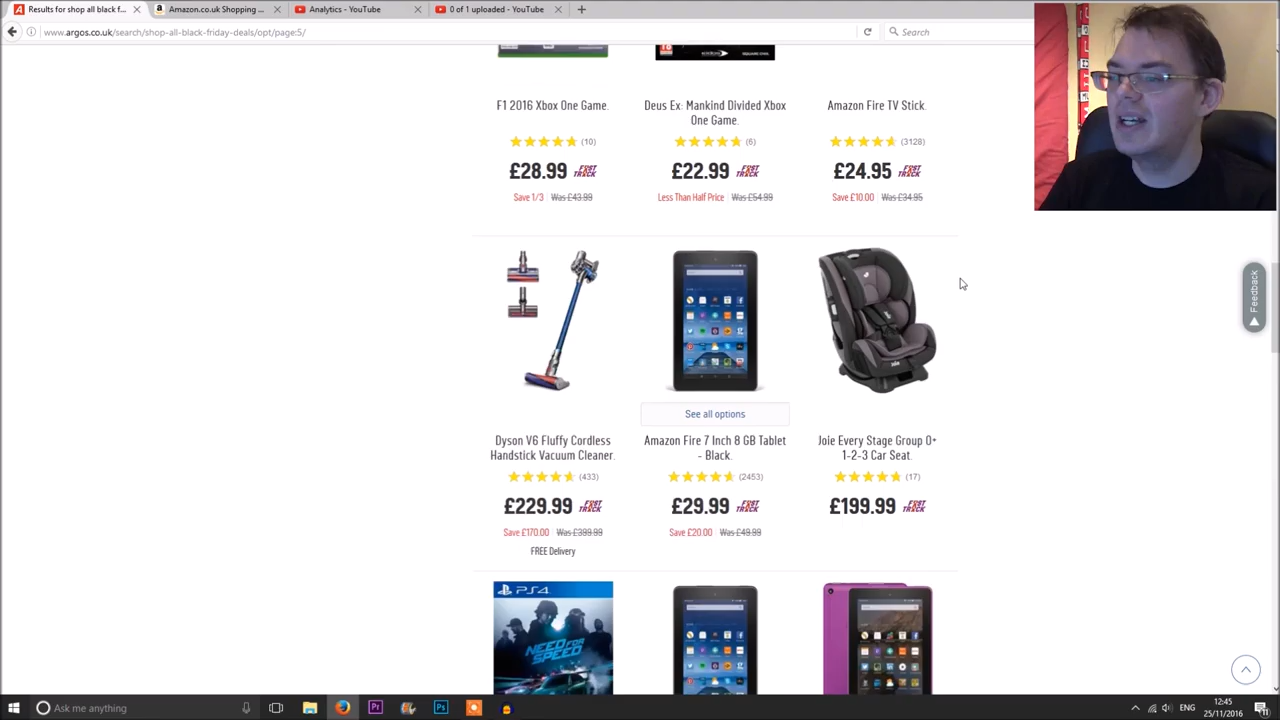 Results for shop all black f...
Amazon.co.uk Shopping ...
Analytics - YouTube
0 of 1 uploaded - YouTube
www.argos.co.uk/search/shop-all-black-friday-deals/opt/page:5/
Search
F1 2016 Xbox One Game.
Deus Ex: Mankind Divided Xbox
One Game.
Amazon Fire TV Stick.
(10)
(6)
(3128)
£28.99 FAST TRACK
£22.99 FAST TRACK
£24.95 FAST TRACK
Save 1/3 Was £43.99
Less Than Half Price Was £54.99
Save £10.00 Was £34.95
Feedback
See all options
Dyson V6 Fluffy Cordless
Handstick Vacuum Cleaner.
Amazon Fire 7 Inch 8 GB Tablet
- Black.
Joie Every Stage Group 0+
1-2-3 Car Seat.
(433)
(2453)
(17)
£229.99 FAST TRACK
£29.99 FAST TRACK
£199.99 FAST TRACK
Save £170.00 Was £399.99
Save £20.00 Was £49.99
FREE Delivery
PS4
NEED FOR
SPEED
Ask me anything
12:45
25/11/2016